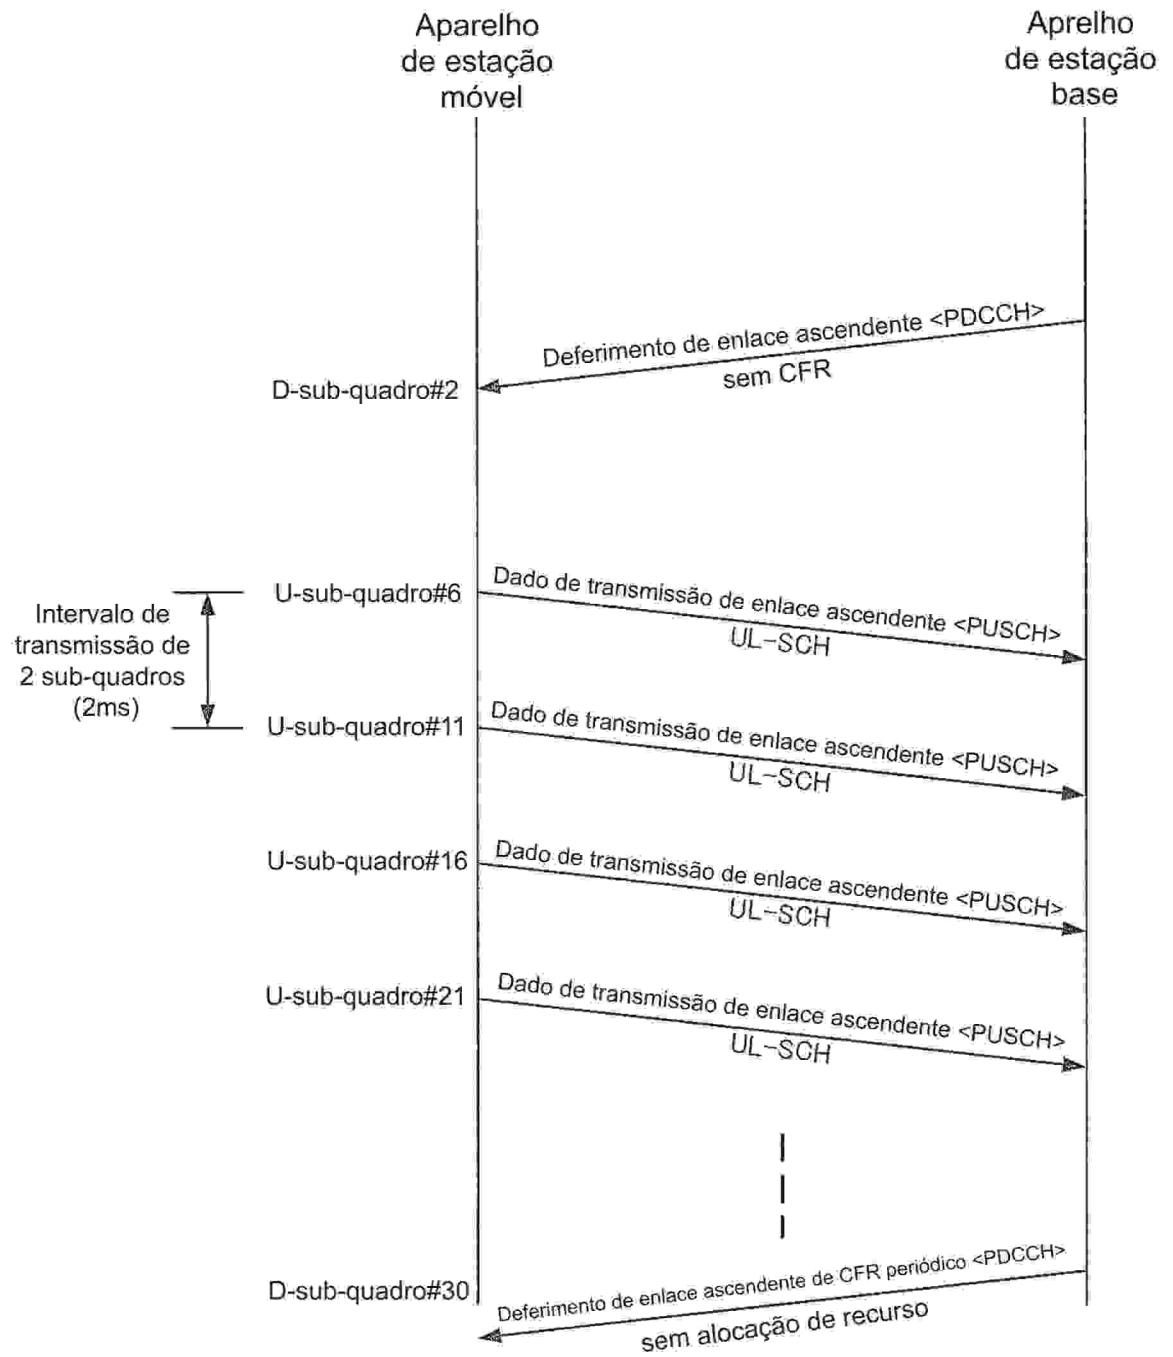 Aparelho
de estação
móvel
Aprelho
de estação
base
Deferimento de enlace ascendente <PDCCH>
sem CFR
D-sub-quadro#2
U-sub-quadro#6
Dado de transmissão de enlace ascendente <PUSCH>
UL-SCH
Intervalo de
transmissão de
2 sub-quadros
(2ms)
U-sub-quadro#11
Dado de transmissão de enlace ascendente <PUSCH>
UL-SCH
U-sub-quadro#16
Dado de transmissão de enlace ascendente <PUSCH>
UL-SCH
U-sub-quadro#21
Dado de transmissão de enlace ascendente <PUSCH>
UL-SCH
D-sub-quadro#30
Deferimento de enlace ascendente de CFR periódico <PDCCH>
sem alocação de recurso